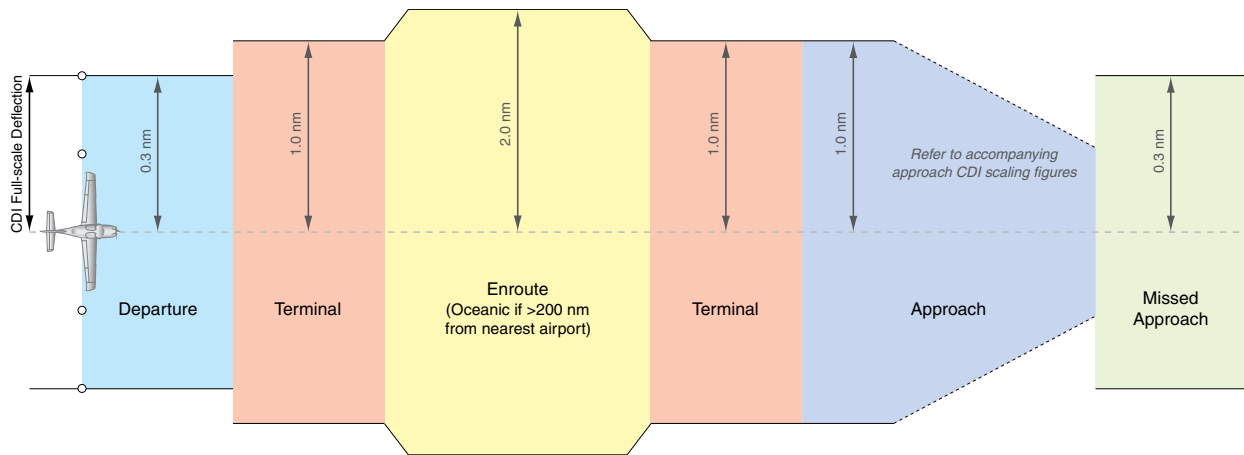 CDI Full-scale Deflection
0.3 nm
1.0 nm
2.0 nm
1.0 nm
1.0 nm
0.3 nm
Refer to accompanying
approach CDI scaling figures
Departure
Terminal
Enroute
(Oceanic if >200 nm
from nearest airport)
Terminal
Approach
Missed
Approach